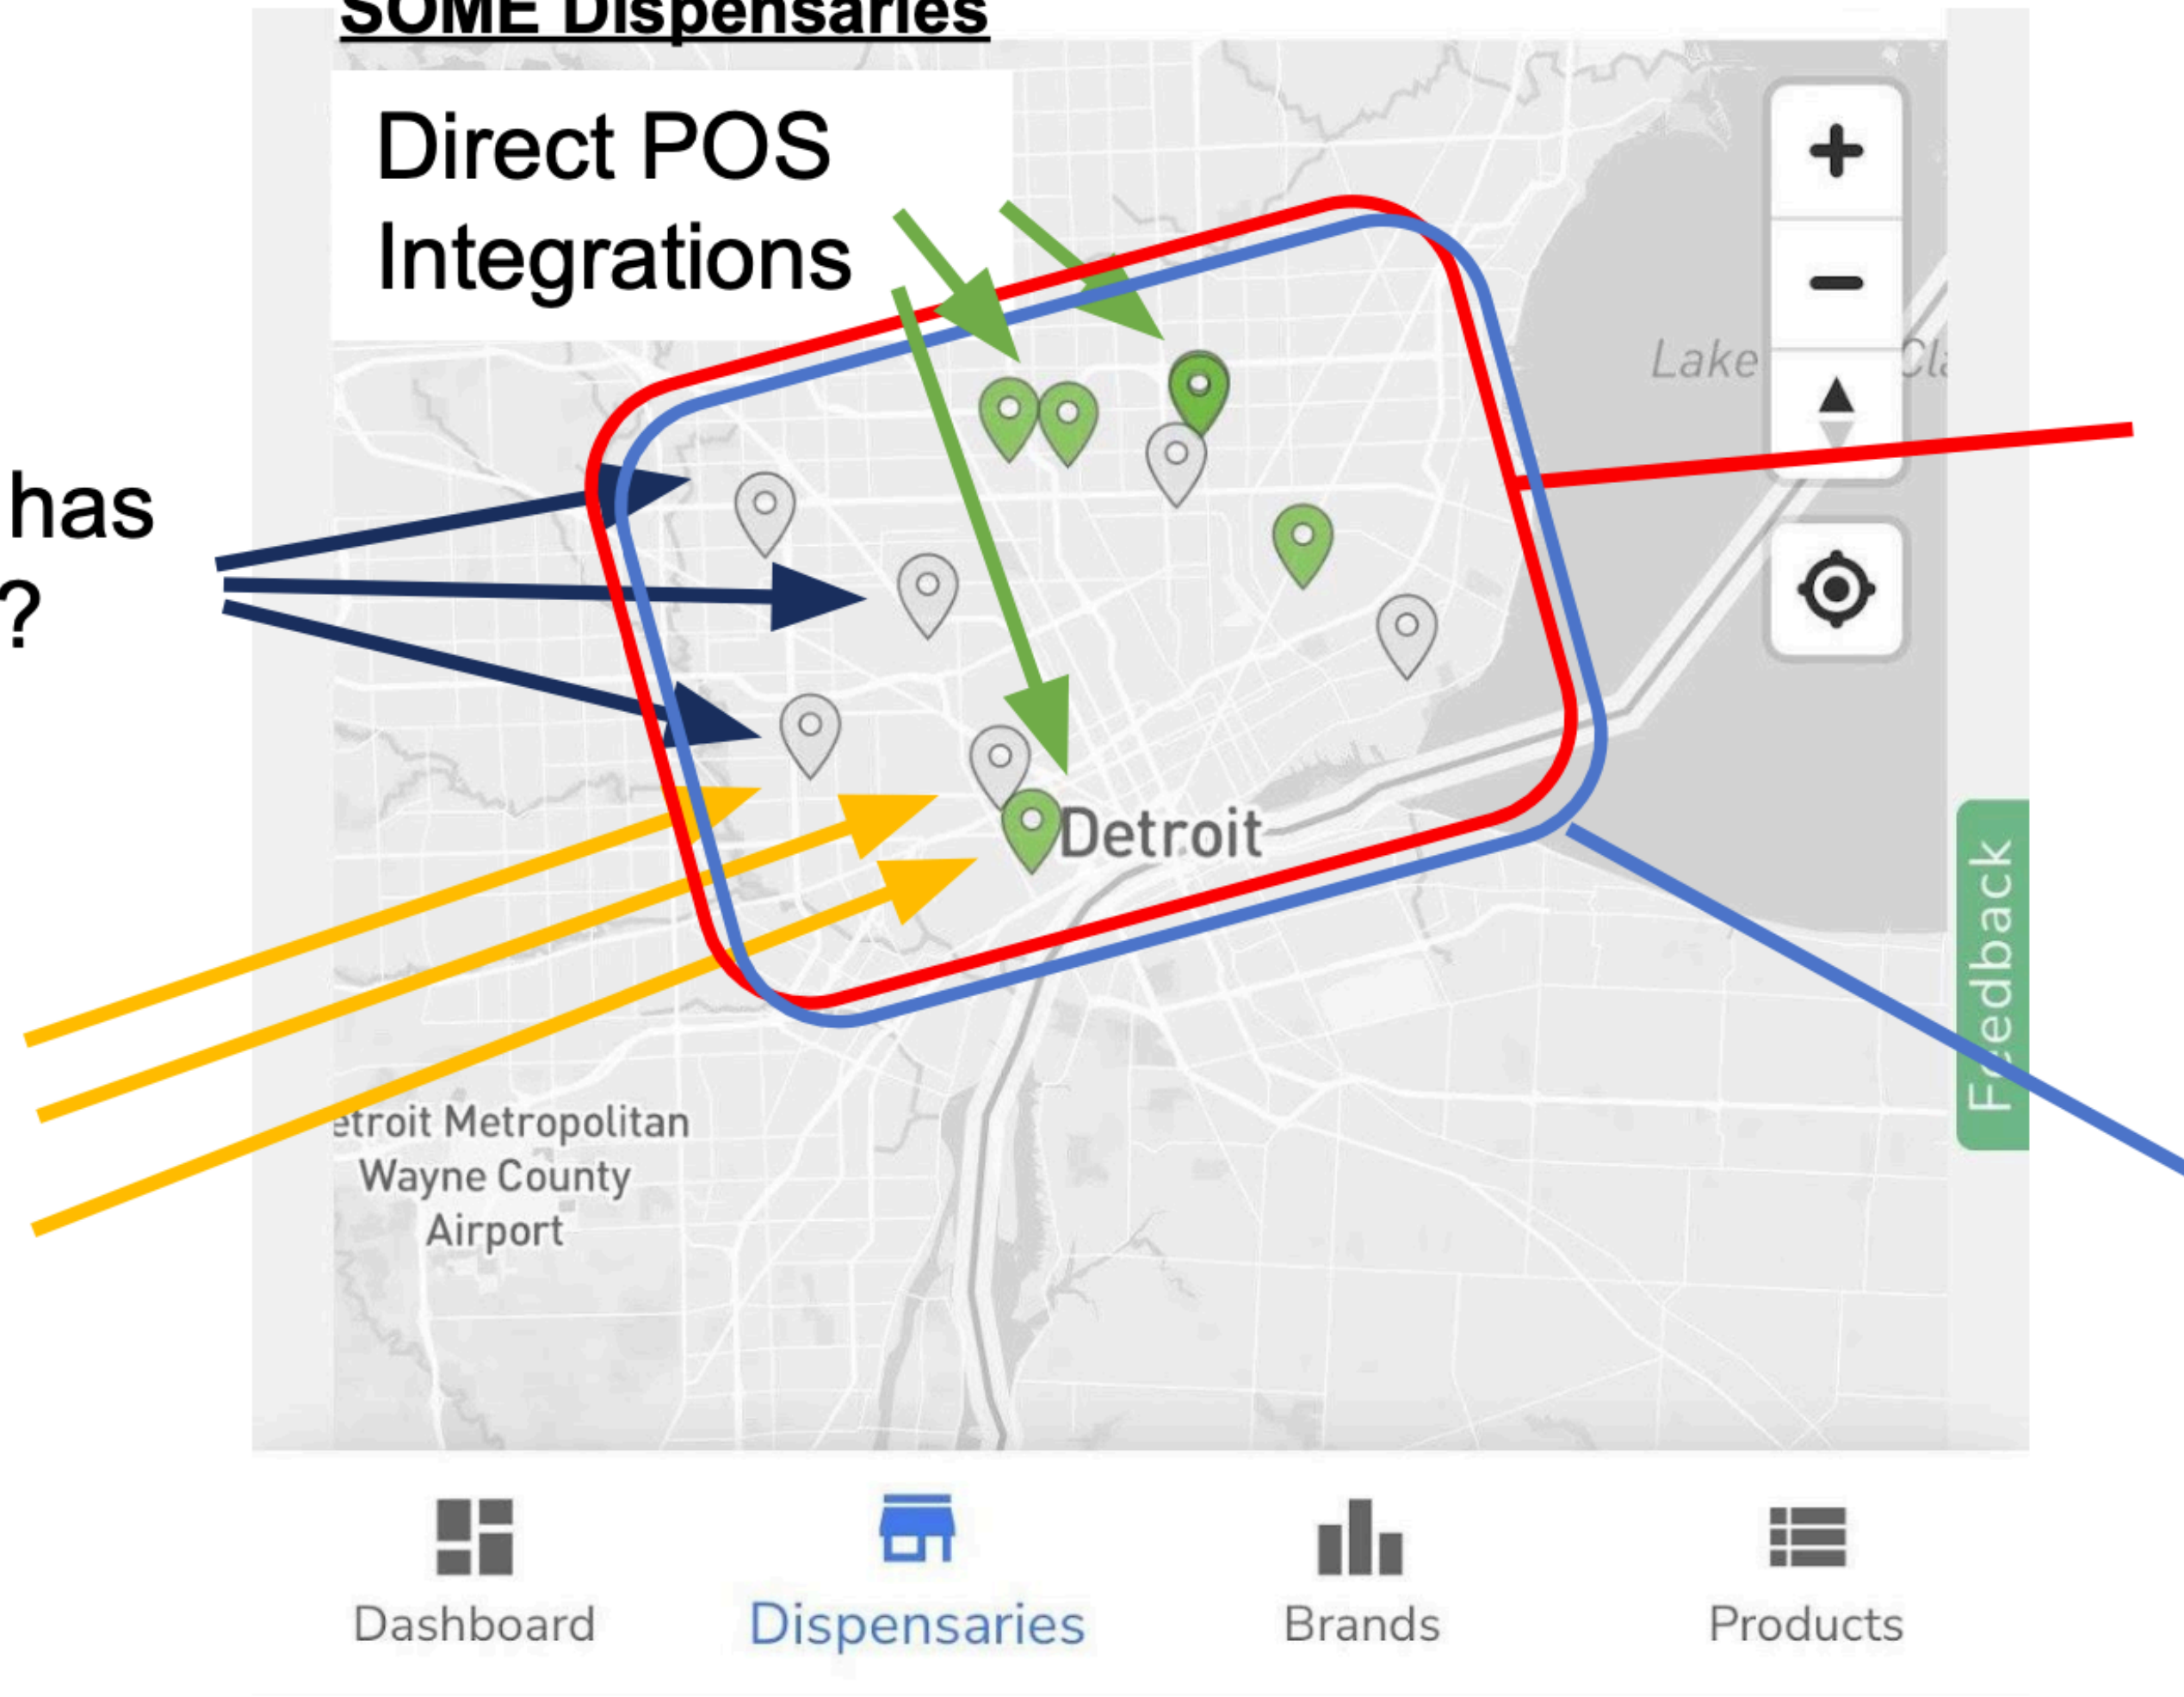 SOME Dispensaries
Direct POS
Integrations
has
?
Lake
Detroit
Feedback
etroit Metropolitan
Wayne County
Airport
Dashboard
Dispensaries
Brands
Products